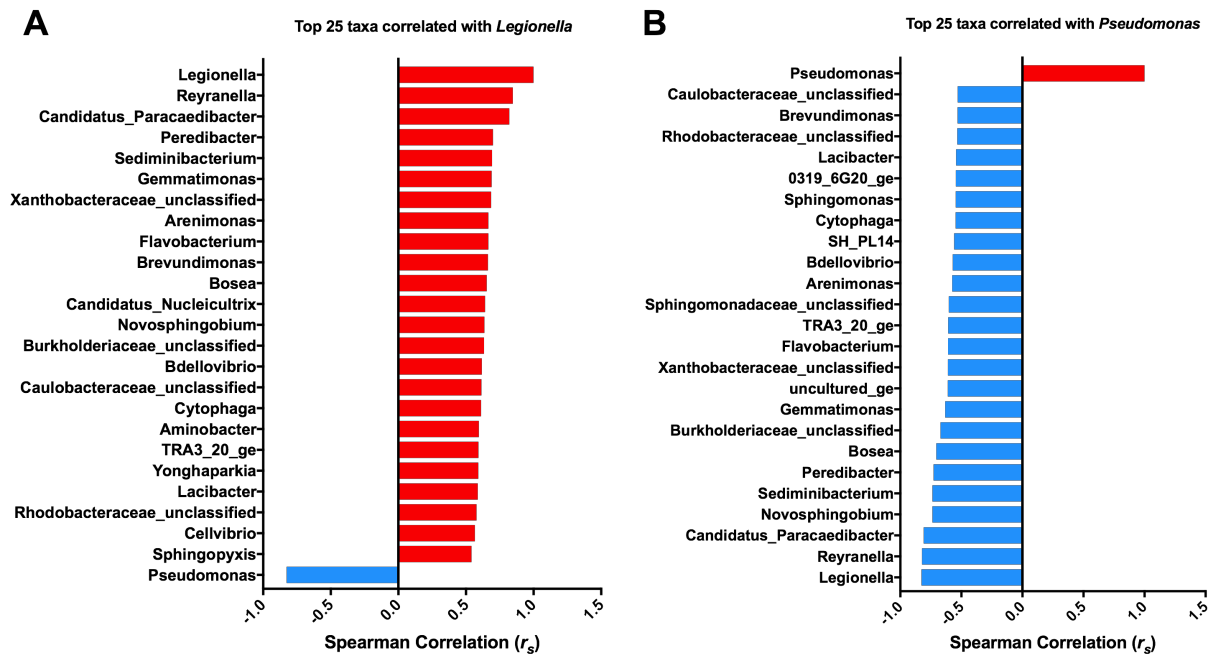 A
Top 25 taxa correlated with Legionella
Legionella
Reyranella
Candidatus_Paracaedibacter
Peredibacter
Sediminibacterium
Gemmatimonas
Xanthobacteraceae_unclassified
Arenimonas
Flavobacterium
Brevundimonas
Bosea
Candidatus_Nucleicultrix
Novosphingobium
Burkholderiaceae_unclassified
Bdellovibrio
Caulobacteraceae_unclassified
Cytophaga
Aminobacter
TRA3_20_ge
Yonghaparkia
Lacibacter
Rhodobacteraceae_unclassified
Cellvibrio
Sphingopyxis
Pseudomonas
-1.0 -0.5 0.0 0.5 1.0 1.5
Spearman Correlation (rs)
B
Top 25 taxa correlated with Pseudomonas
Pseudomonas
Caulobacteraceae_unclassified
Brevundimonas
Rhodobacteraceae_unclassified
Lacibacter
0319_6G20_ge
Sphingomonas
Cytophaga
SH_PL14
Bdellovibrio
Arenimonas
Sphingomonadaceae_unclassified
TRA3_20_ge
Flavobacterium
Xanthobacteraceae_unclassified
uncultured_ge
Gemmatimonas
Burkholderiaceae_unclassified
Bosea
Peredibacter
Sediminibacterium
Novosphingobium
Candidatus_Paracaedibacter
Reyranella
Legionella
-1.0 -0.5 0.0 0.5 1.0 1.5
Spearman Correlation (rs)